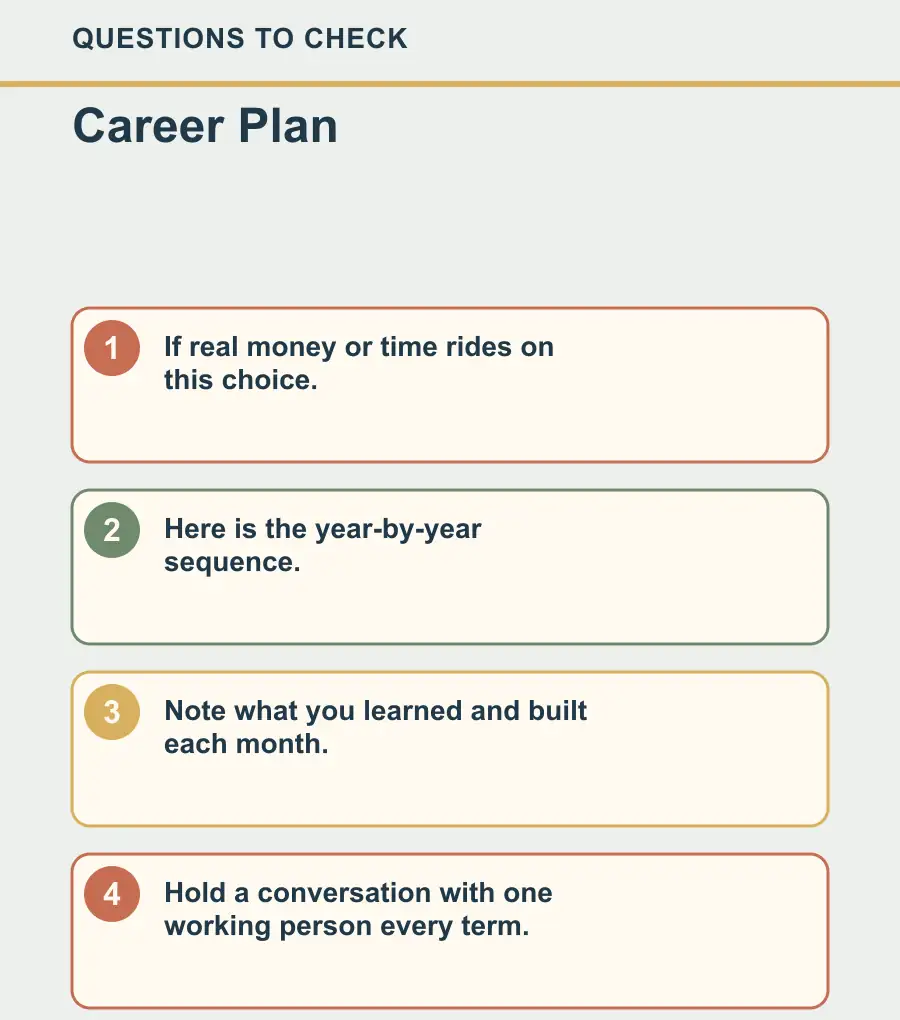 QUESTIONS TO CHECK
Career Plan
1
If real money or time rides on
this choice.
2
Here is the year-by-year
sequence.
3
Note what you learned and built
each month.
4
Hold a conversation with one
working person every term.